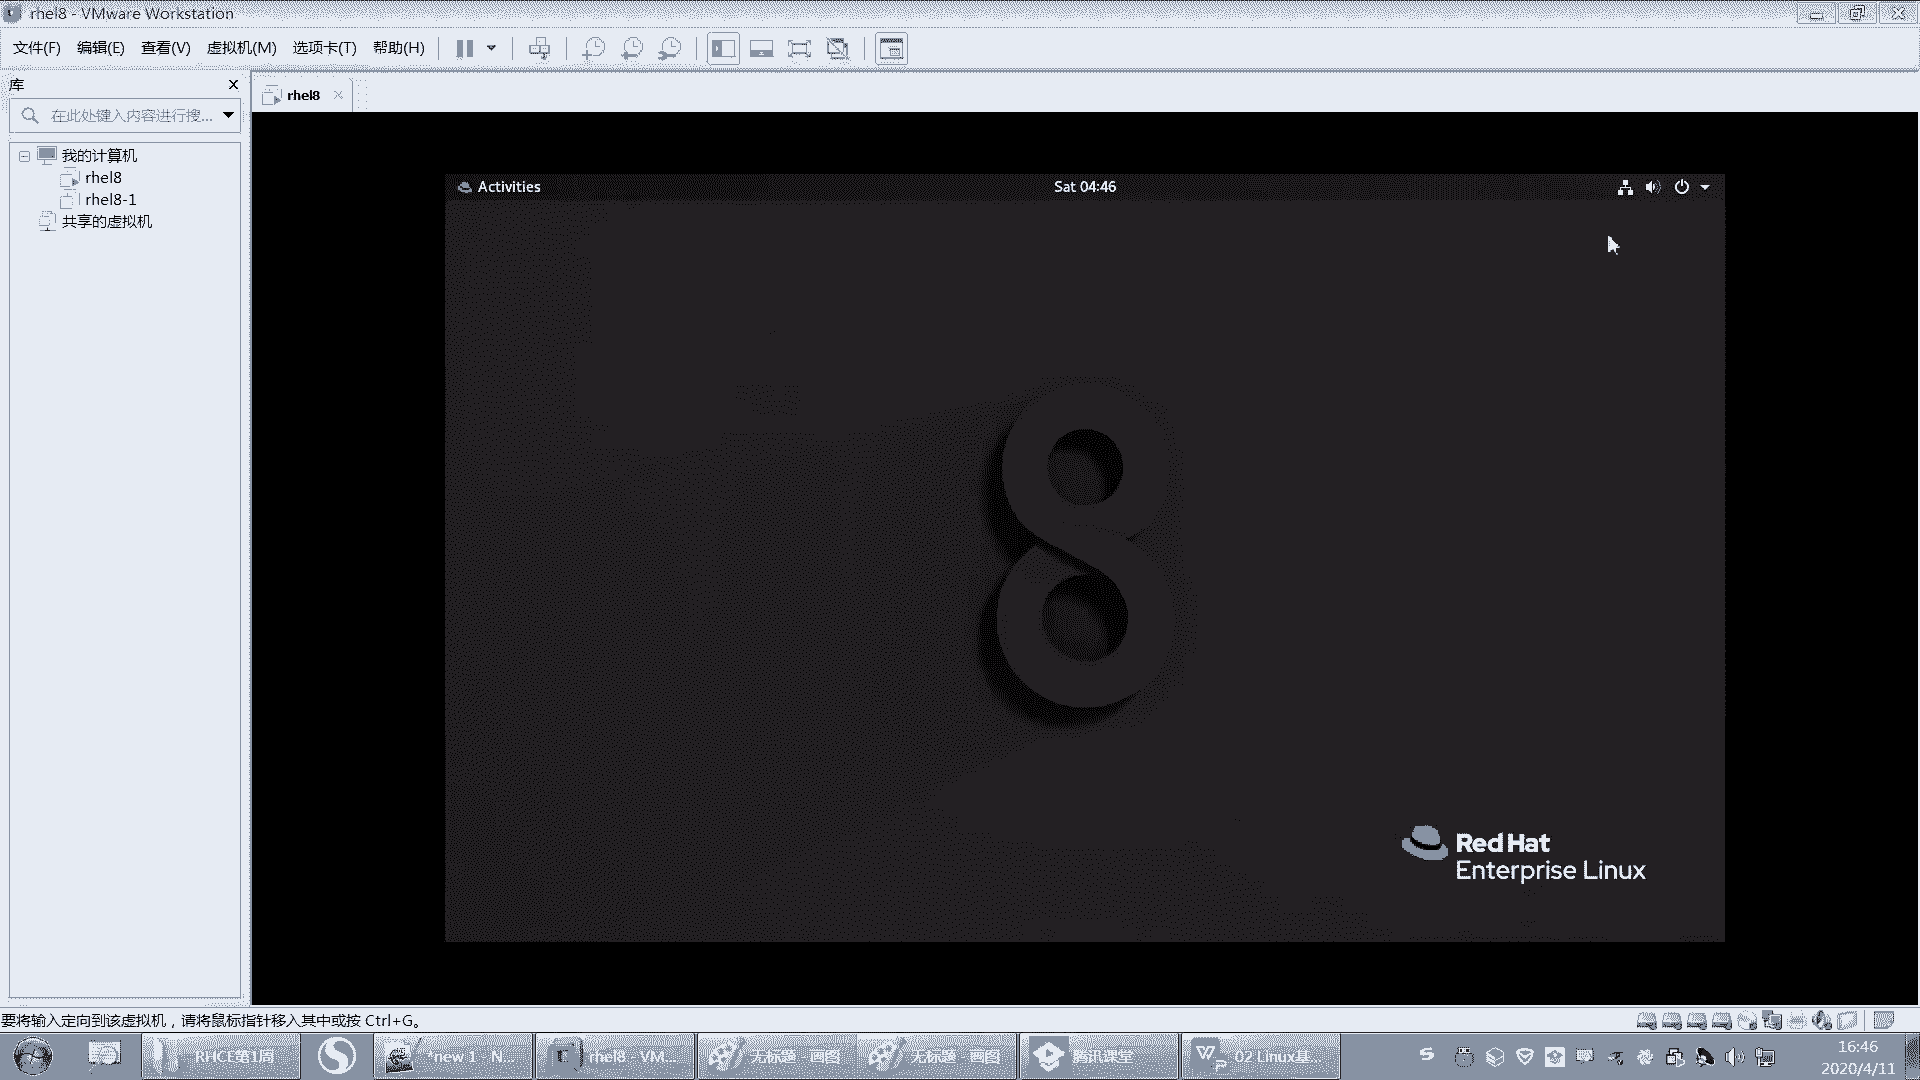 rhel8 - VMware Workstation
文件(F) 编辑(E) 查看(V) 虚拟机(M) 选项卡(T) 帮助(H)
库
rhel8
在此处键入内容进行搜...
我的计算机
rhel8
rhel8-1
共享的虚拟机
Activities
Sat 04:46
Red Hat
Enterprise Linux
要将输入定向到该虚拟机，请将鼠标指针移入其中或按 Ctrl+G。
RHCE第1周
*new 1 - N...
rhel8 - VM...
无标题 - 画图
无标题 - 画图
腾讯课堂
02 Linux基...
16:46
2020/4/11